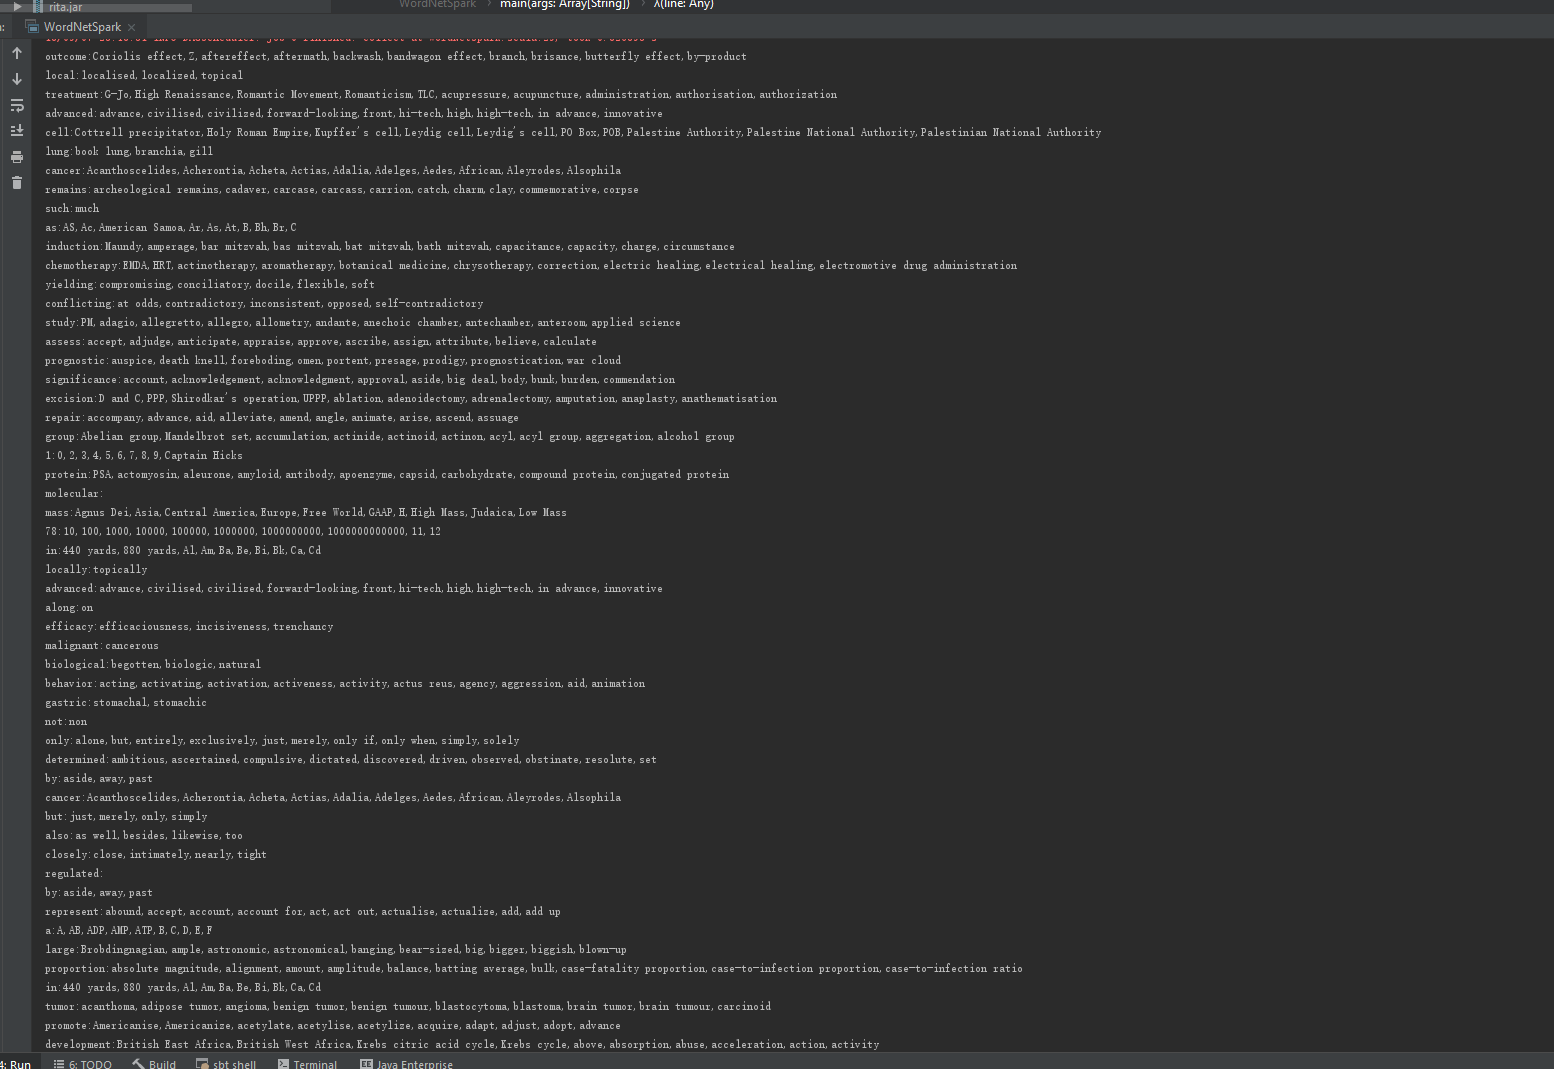 rita.jar
WordNetSpark main(args: Array[String]) λ(line: Any)
WordNetSpark
outcome:Coriolis effect,Z,aftereffect,aftermath,backwash,bandwagon effect,branch,brisance,butterfly effect,by-product
local:localised,localized,topical
treatment:G-Jo,High Renaissance,Romantic Movement,Romanticism,TLC,acupressure,acupuncture,administration,authorisation,authorization
advanced:advance,civilised,civilized,forward-looking,front,hi-tech,high,high-tech,in advance,innovative
cell:Cottrell precipitator,Holy Roman Empire,Kupffer's cell,Leydig cell,Leydig's cell,PO Box,POB,Palestine Authority,Palestine National Authority,Palestinian National Authority
lung:book lung,branchia,gill
cancer:Acanthoscelides,Acherontia,Acheta,Actias,Adalia,Adelges,Aedes,African,Aleyrodes,Alsophila
remains:archeological remains,cadaver,carcase,carcass,carrion,catch,charm,clay,commemorative,corpse
such:much
as:AS,Ac,American Samoa,Ar,As,At,B,Bh,Br,C
induction:Maundy,amperage,bar mitzvah,bas mitzvah,bat mitzvah,bath mitzvah,capacitance,capacity,charge,circumstance
chemotherapy:EMDA,HRT,actinotherapy,aromatherapy,botanical medicine,chrysotherapy,correction,electric healing,electrical healing,electromotive drug administration
yielding:compromising,conciliatory,docile,flexible,soft
conflicting:at odds,contradictory,inconsistent,opposed,self-contradictory
study:PM,adagio,allegretto,allegro,allometry,andante,anechoic chamber,antechamber,anteroom,applied science
assess:accept,adjudge,anticipate,appraise,approve,ascribe,assign,attribute,believe,calculate
prognostic:auspice,death knell,foreboding,omen,portent,presage,prodigy,prognostication,war cloud
significance:account,acknowledgement,acknowledgment,approval,aside,big deal,body,bunk,burden,commendation
excision:D and C,PPP,Shirodkar's operation,UPPP,ablation,adenoidectomy,adrenalectomy,amputation,anaplasty,anathematisation
repair:accompany,advance,aid,alleviate,amend,angle,animate,arise,ascend,assuage
group:Abelian group,Mandelbrot set,accumulation,actinide,actinoid,actinon,acyl,acyl group,aggregation,alcohol group
1:0,2,3,4,5,6,7,8,9,Captain Hicks
protein:PSA,actomyosin,aleurone,amyloid,antibody,apoenzyme,capsid,carbohydrate,compound protein,conjugated protein
molecular:
mass:Agnus Dei,Asia,Central America,Europe,Free World,GAAP,H,High Mass,Judaica,Low Mass
78:10,100,1000,10000,100000,1000000,1000000000,1000000000000,11,12
in:440 yards,880 yards,Al,Am,Ba,Be,Bi,Bk,Ca,Cd
locally:topically
advanced:advance,civilised,civilized,forward-looking,front,hi-tech,high,high-tech,in advance,innovative
along:on
efficacy:efficaciousness,incisiveness,trenchancy
malignant:cancerous
biological:begotten,biologic,natural
behavior:acting,activating,activation,activeness,activity,actus reus,agency,aggression,aid,animation
gastric:stomachal,stomachic
not:non
only:alone,but,entirely,exclusively,just,merely,only if,only when,simply,solely
determined:ambitious,ascertained,compulsive,dictated,discovered,driven,observed,obstinate,resolute,set
by:aside,away,past
cancer:Acanthoscelides,Acherontia,Acheta,Actias,Adalia,Adelges,Aedes,African,Aleyrodes,Alsophila
but:just,merely,only,simply
also:as well,besides,likewise,too
closely:close,intimately,nearly,tight
regulated:
by:aside,away,past
represent:abound,accept,account,account for,act,act out,actualise,actualize,add,add up
a:A,AB,ADP,AMP,ATP,B,C,D,E,F
large:Brobdingnagian,ample,astronomic,astronomical,banging,bear-sized,big,bigger,biggish,blown-up
proportion:absolute magnitude,alignment,amount,amplitude,balance,batting average,bulk,case-fatality proportion,case-to-infection proportion,case-to-infection ratio
in:440 yards,880 yards,Al,Am,Ba,Be,Bi,Bk,Ca,Cd
tumor:acanthoma,adipose tumor,angioma,benign tumor,benign tumour,blastocytoma,blastoma,brain tumor,brain tumour,carcinoid
promote:Americanise,Americanize,acetylate,acetylise,acetylize,acquire,adapt,adjust,adopt,advance
development:British East Africa,British West Africa,Krebs citric acid cycle,Krebs cycle,above,absorption,abuse,acceleration,action,activity
4: Run 6: TODO Build sbt shell Terminal Java Enterprise